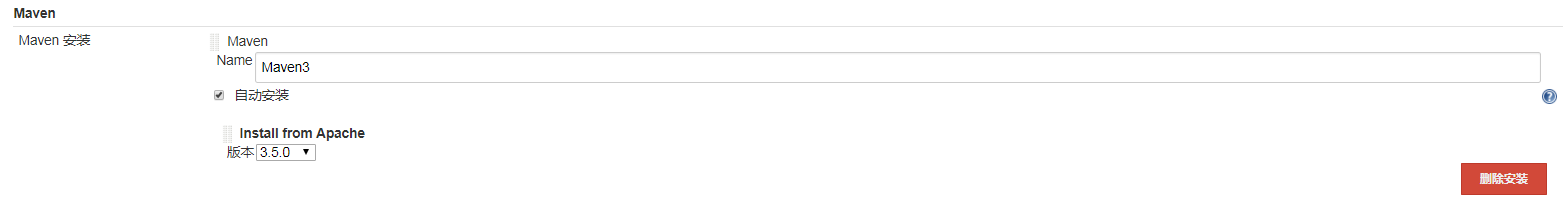 Maven
Maven 安装
Maven
Name Maven3
自动安装
Install from Apache
版本 3.5.0
删除安装